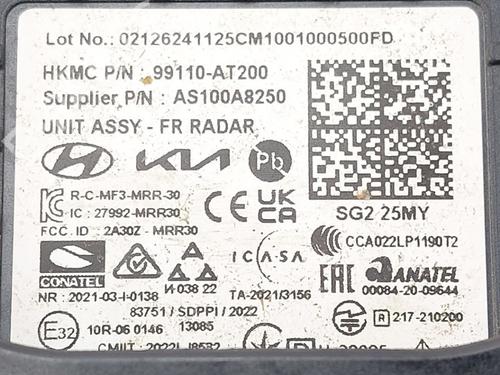 Lot No.: 02126241125CM1001000500FD
HKMC P/N : 99110-AT200
Supplier P/N : AS100A8250
UNIT ASSY - FR RADAR
KIA Pb
SG2 25MY
R-C-MF3-MRR-30
IC : 27992-MRR30
FCC ID : 2A30Z - MRR30
CE UK CA
CCA022LP1190T2
CONATEL
И 038 22
ICASA
EAC
ANATEL
00084-20-09644
NR : 2021-03-I-0138
TA-2021/3156
83751 / SDPPI / 2022
13085
E32
10R-06 0146
R 217-210200